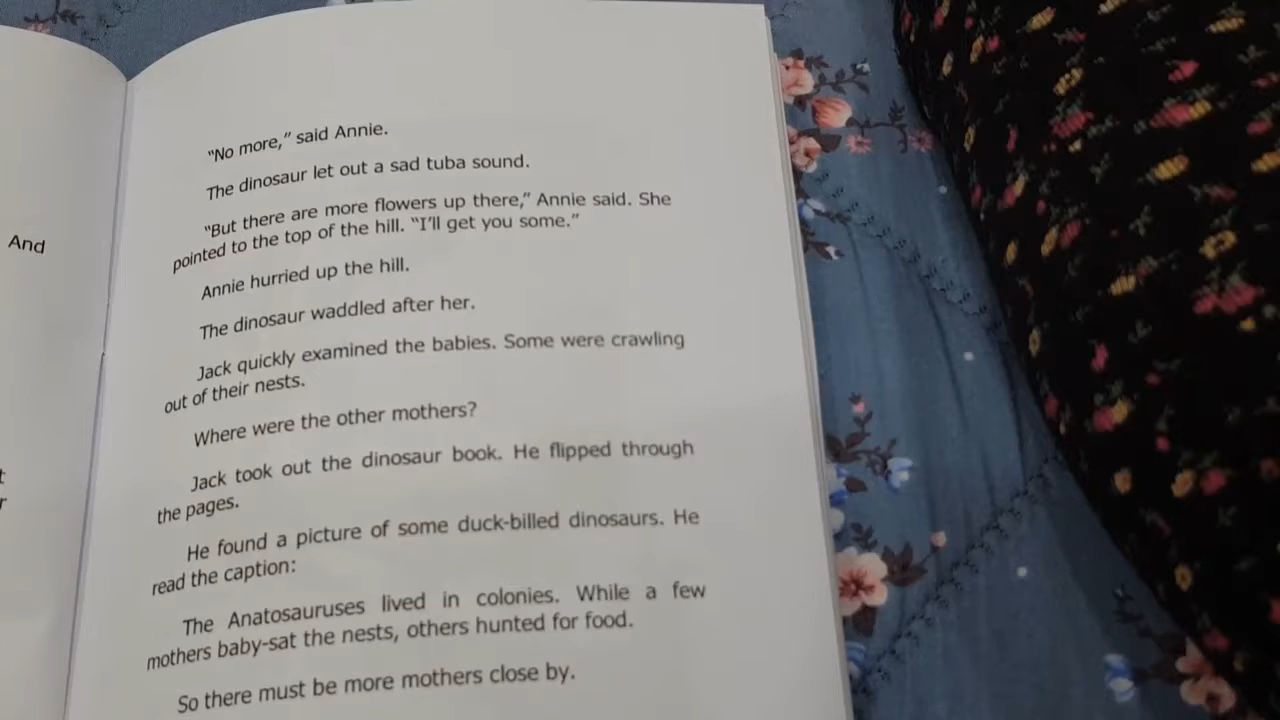 And
t
r
“No more,” said Annie.
The dinosaur let out a sad tuba sound.
“But there are more flowers up there,” Annie said. She
pointed to the top of the hill. “I’ll get you some.”
Annie hurried up the hill.
The dinosaur waddled after her.
Jack quickly examined the babies. Some were crawling
out of their nests.
Where were the other mothers?
Jack took out the dinosaur book. He flipped through
the pages.
He found a picture of some duck-billed dinosaurs. He
read the caption:
The Anatosauruses lived in colonies. While a few
mothers baby-sat the nests, others hunted for food.
So there must be more mothers close by.